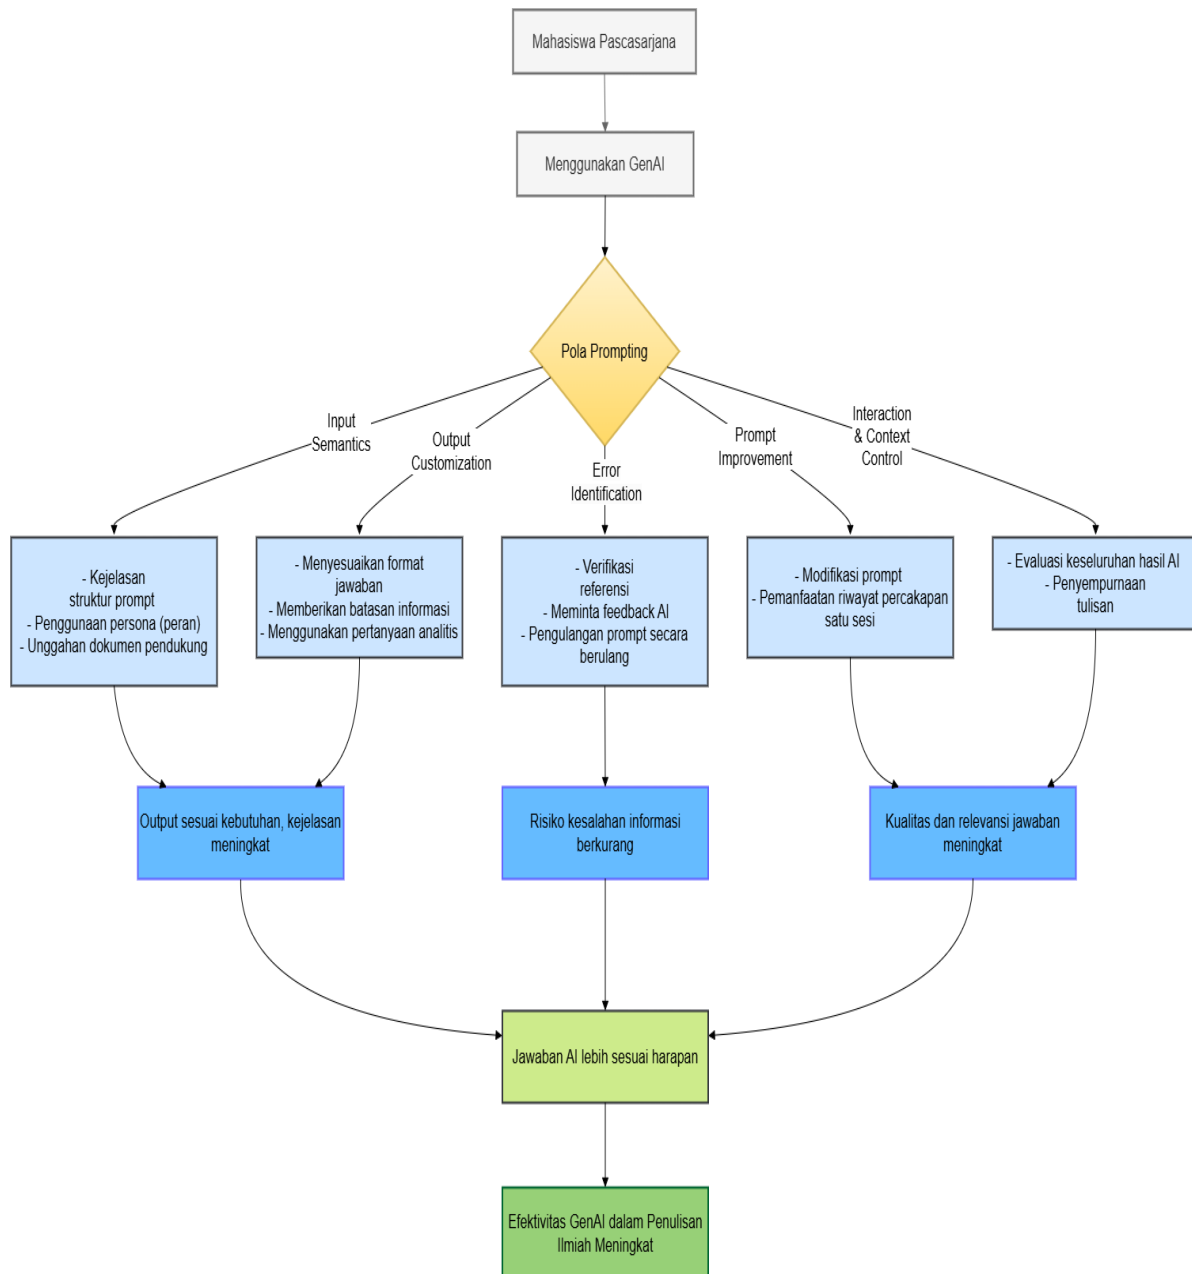 Mahasiswa Pascasarjana
Menggunakan GenAI
Pola Prompting
Input
Semantics
Output
Customization
Error
Identification
Prompt
Improvement
Interaction
& Context
Control
- Kejelasan
struktur prompt
- Penggunaan persona (peran)
- Unggahan dokumen pendukung
- Menyesuaikan format
jawaban
- Memberikan batasan informasi
- Menggunakan pertanyaan analitis
- Verifikasi
referensi
- Meminta feedback AI
- Pengulangan prompt secara
berulang
- Modifikasi prompt
- Pemanfaatan riwayat percakapan
satu sesi
- Evaluasi keseluruhan hasil AI
- Penyempurnaan
tulisan
Output sesuai kebutuhan, kejelasan
meningkat
Risiko kesalahan informasi
berkurang
Kualitas dan relevansi jawaban
meningkat
Jawaban AI lebih sesuai harapan
Efektivitas GenAI dalam Penulisan
Ilmiah Meningkat